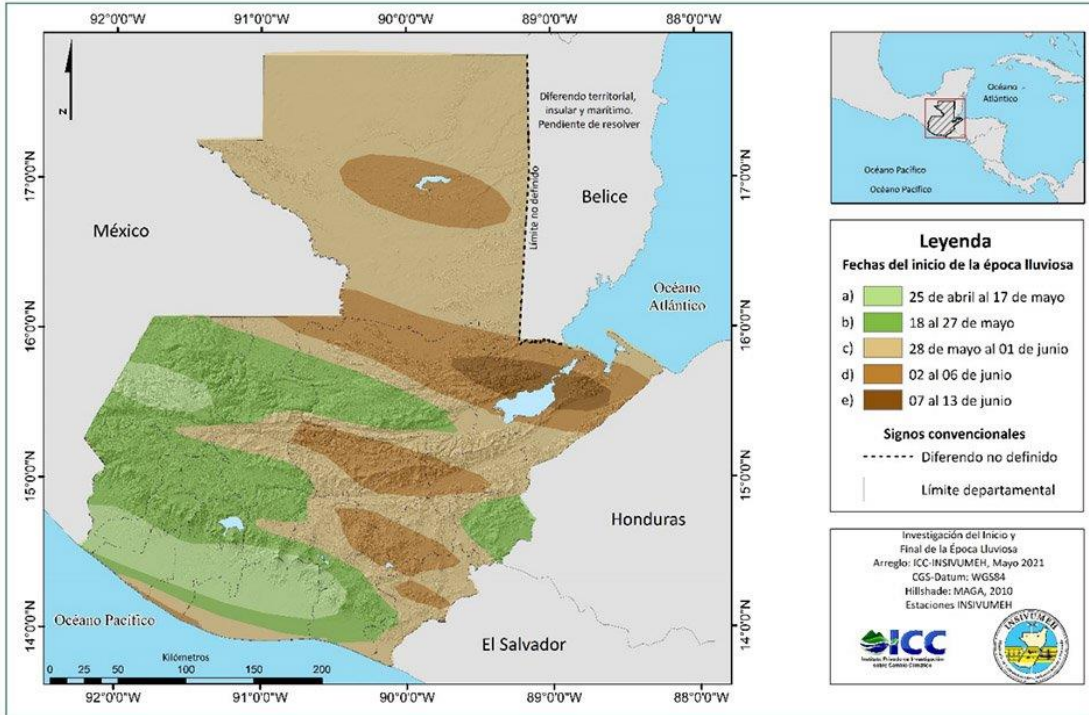 92°0'0"W 91°0'0"W 90°0'0"W 89°0'0"W 88°0'0"W
N
Diferendo territorial,
insular y marítimo.
Pendiente de resolver
17°0'0"N
17°0'0"N
Belice
Límite no definido
México
Océano
Atlántico
16°0'0"N
16°0'0"N
15°0'0"N
15°0'0"N
Honduras
14°0'0"N
14°0'0"N
Océano Pacífico
El Salvador
Kilómetros
0 25 50 100 150 200
92°0'0"W 91°0'0"W 90°0'0"W 89°0'0"W 88°0'0"W
Océano
Atlántico
Océano Pacífico
Océano Pacífico
Leyenda
Fechas del inicio de la época lluviosa
a) 25 de abril al 17 de mayo
b) 18 al 27 de mayo
c) 28 de mayo al 01 de junio
d) 02 al 06 de junio
e) 07 al 13 de junio
Signos convencionales
Diferendo no definido
Límite departamental
Investigación del Inicio y
Final de la Época Lluviosa
Arreglo: ICC-INSIVUMEH, Mayo 2021
CGS-Datum: WGS84
Hillshade: MAGA, 2010
Estaciones INSIVUMEH
ICC
Instituto Privado de Investigación
sobre Cambio Climático
INSIVUMEH